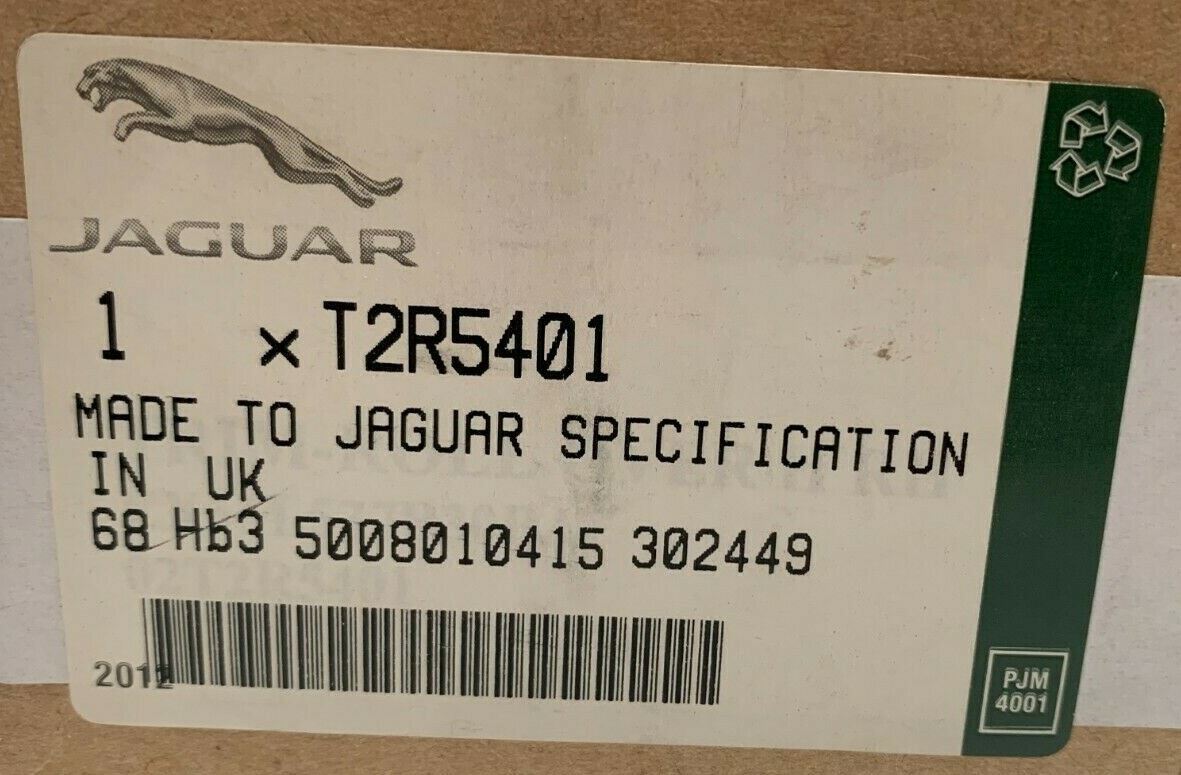 JAGUAR
1 x T2R5401
MADE TO JAGUAR SPECIFICATION
IN UK
68 Hb3 5008010415 302449
2012
PJM
4001